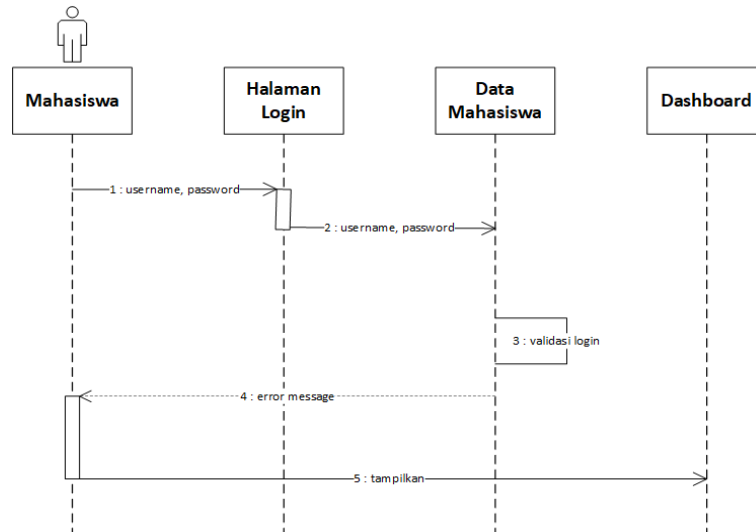 Mahasiswa
Halaman
Login
Data
Mahasiswa
Dashboard
1 : username, password
2 : username, password
3 : validasi login
4 : error message
5 : tampilkan